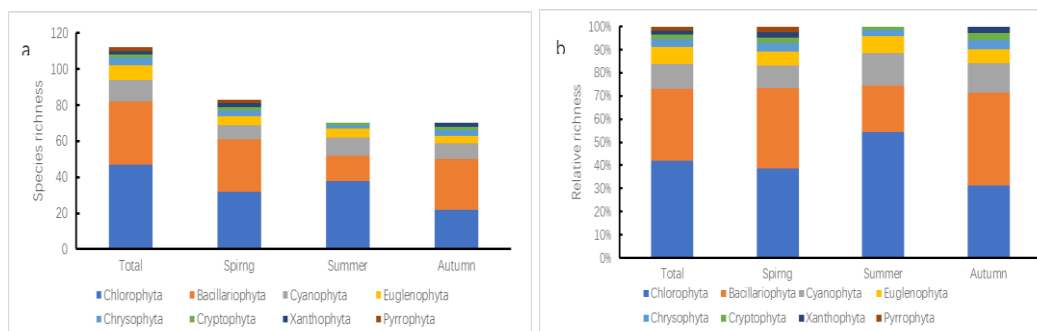 a
Species richness
120
100
80
60
40
20
0
Total Spirng Summer Autumn
Chlorophyta Bacillariophyta Cyanophyta Euglenophyta
Chrysophyta Cryptophyta Xanthophyta Pyrrophyta
b
Relative richness
100%
90%
80%
70%
60%
50%
40%
30%
20%
10%
0%
Total Spirng Summer Autumn
Chlorophyta Bacillariophyta Cyanophyta Euglenophyta
Chrysophyta Cryptophyta Xanthophyta Pyrrophyta